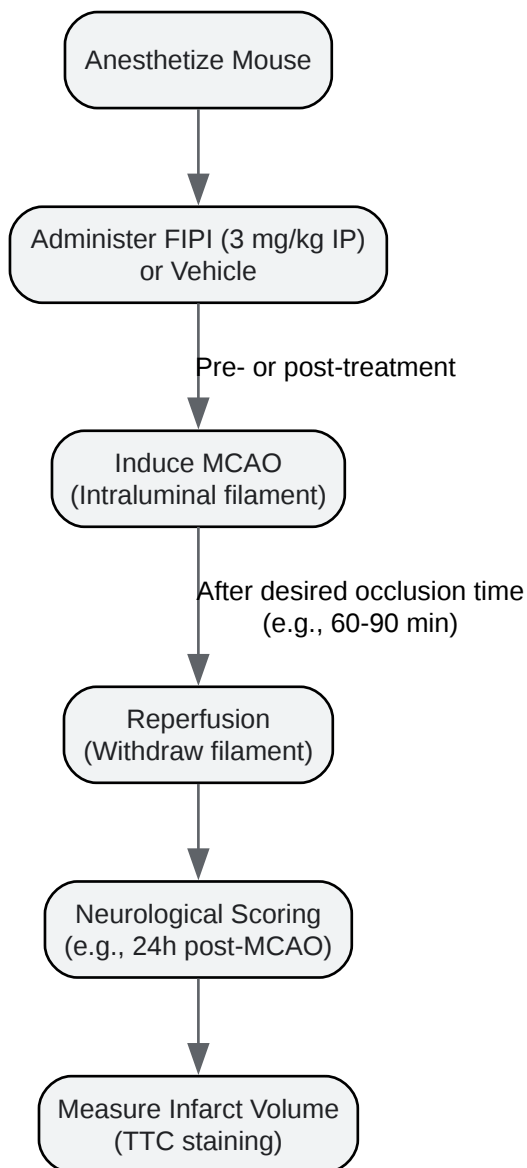 Anesthetize Mouse
Administer FIPI (3 mg/kg IP)
or Vehicle
Pre- or post-treatment
Induce MCAO
(Intraluminal filament)
After desired occlusion time
(e.g., 60-90 min)
Reperfusion
(Withdraw filament)
Neurological Scoring
(e.g., 24h post-MCAO)
Measure Infarct Volume
(TTC staining)